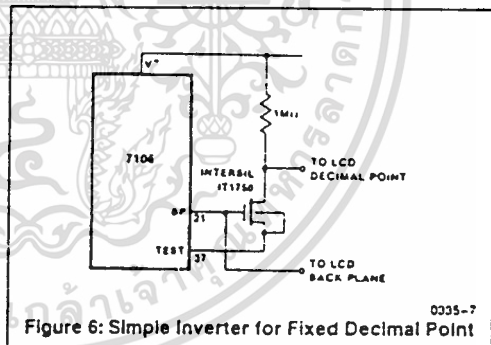 V+
1MΩ
7106
TO LCD
DECIMAL POINT
INTERSIL
IT1750
BP
21
TEST
37
TO LCD
BACK PLANE
0335-7
Figure 6: Simple Inverter for Fixed Decimal Point